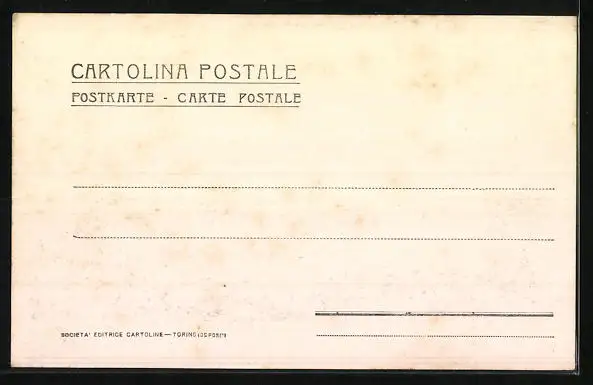 CARTOLINA POSTALE
POSTKARTE - CARTE POSTALE
SOCIETA' EDITRICE CARTOLINE — TORINO